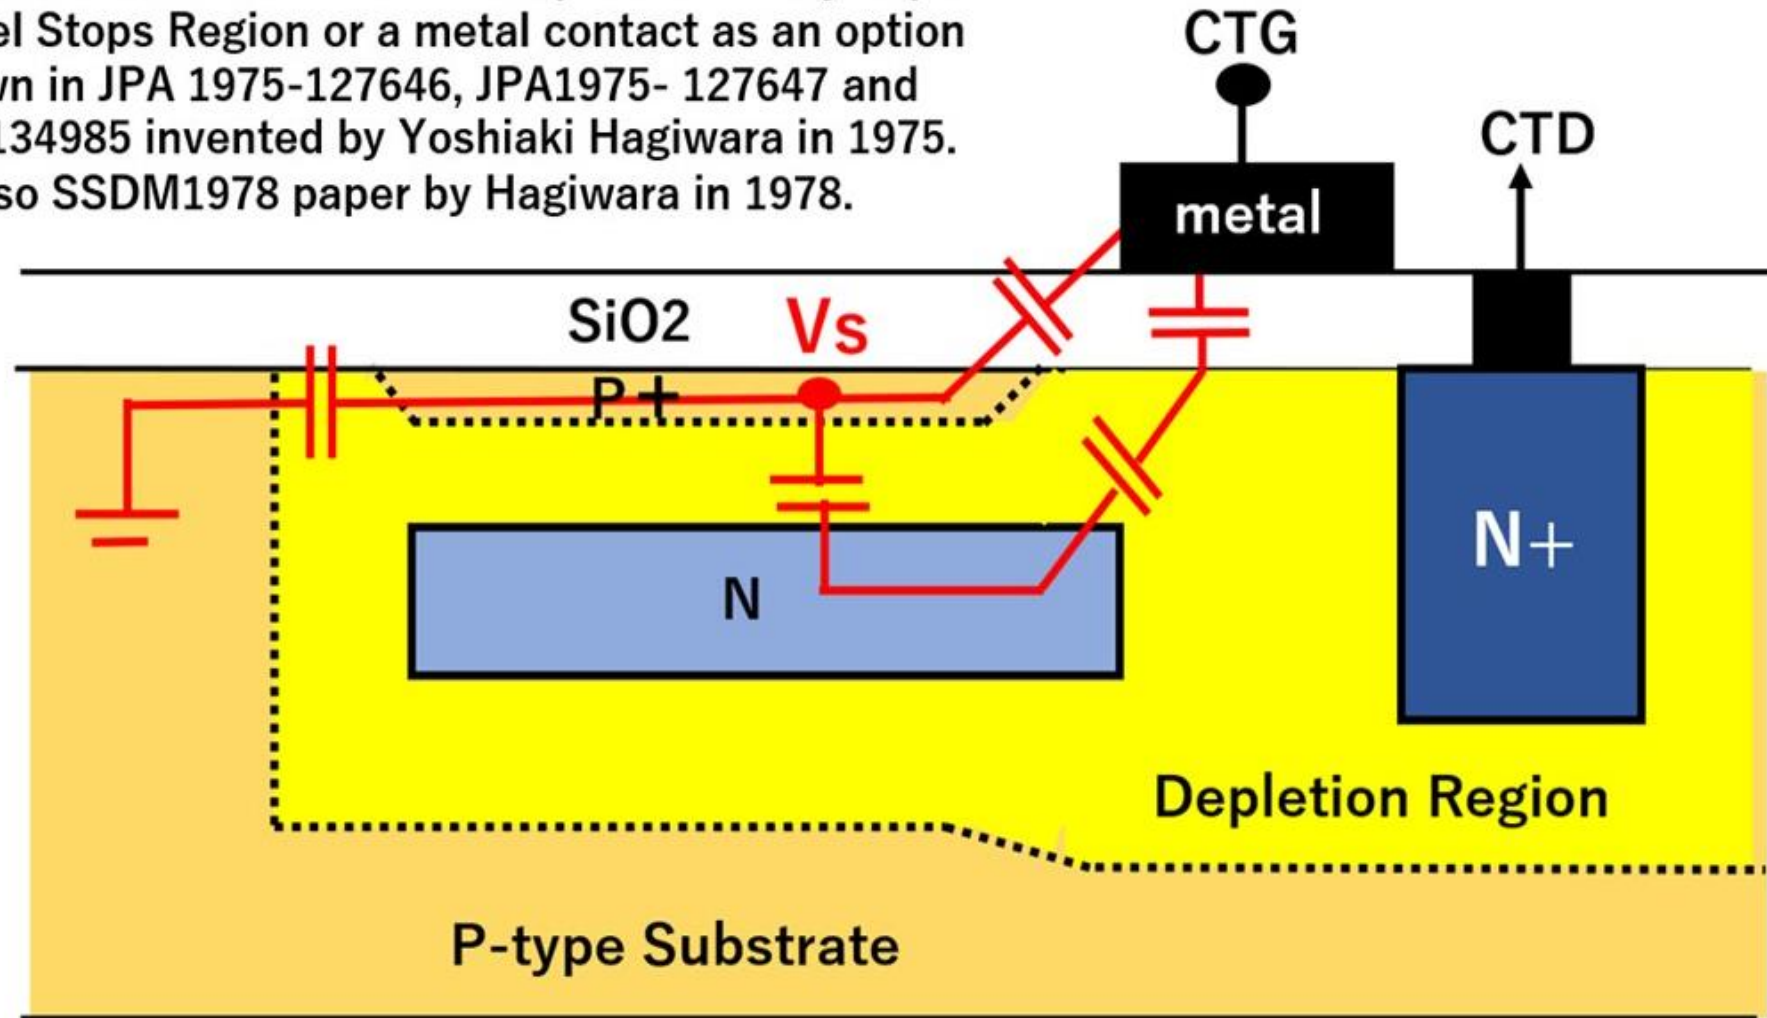 el Stops Region or a metal contact as an option
wn in JPA 1975-127646, JPA1975- 127647 and
134985 invented by Yoshiaki Hagiwara in 1975.
so SSDM1978 paper by Hagiwara in 1978.
CTG
CTD
metal
SiO2
Vs
P+
N
N+
Depletion Region
P-type Substrate